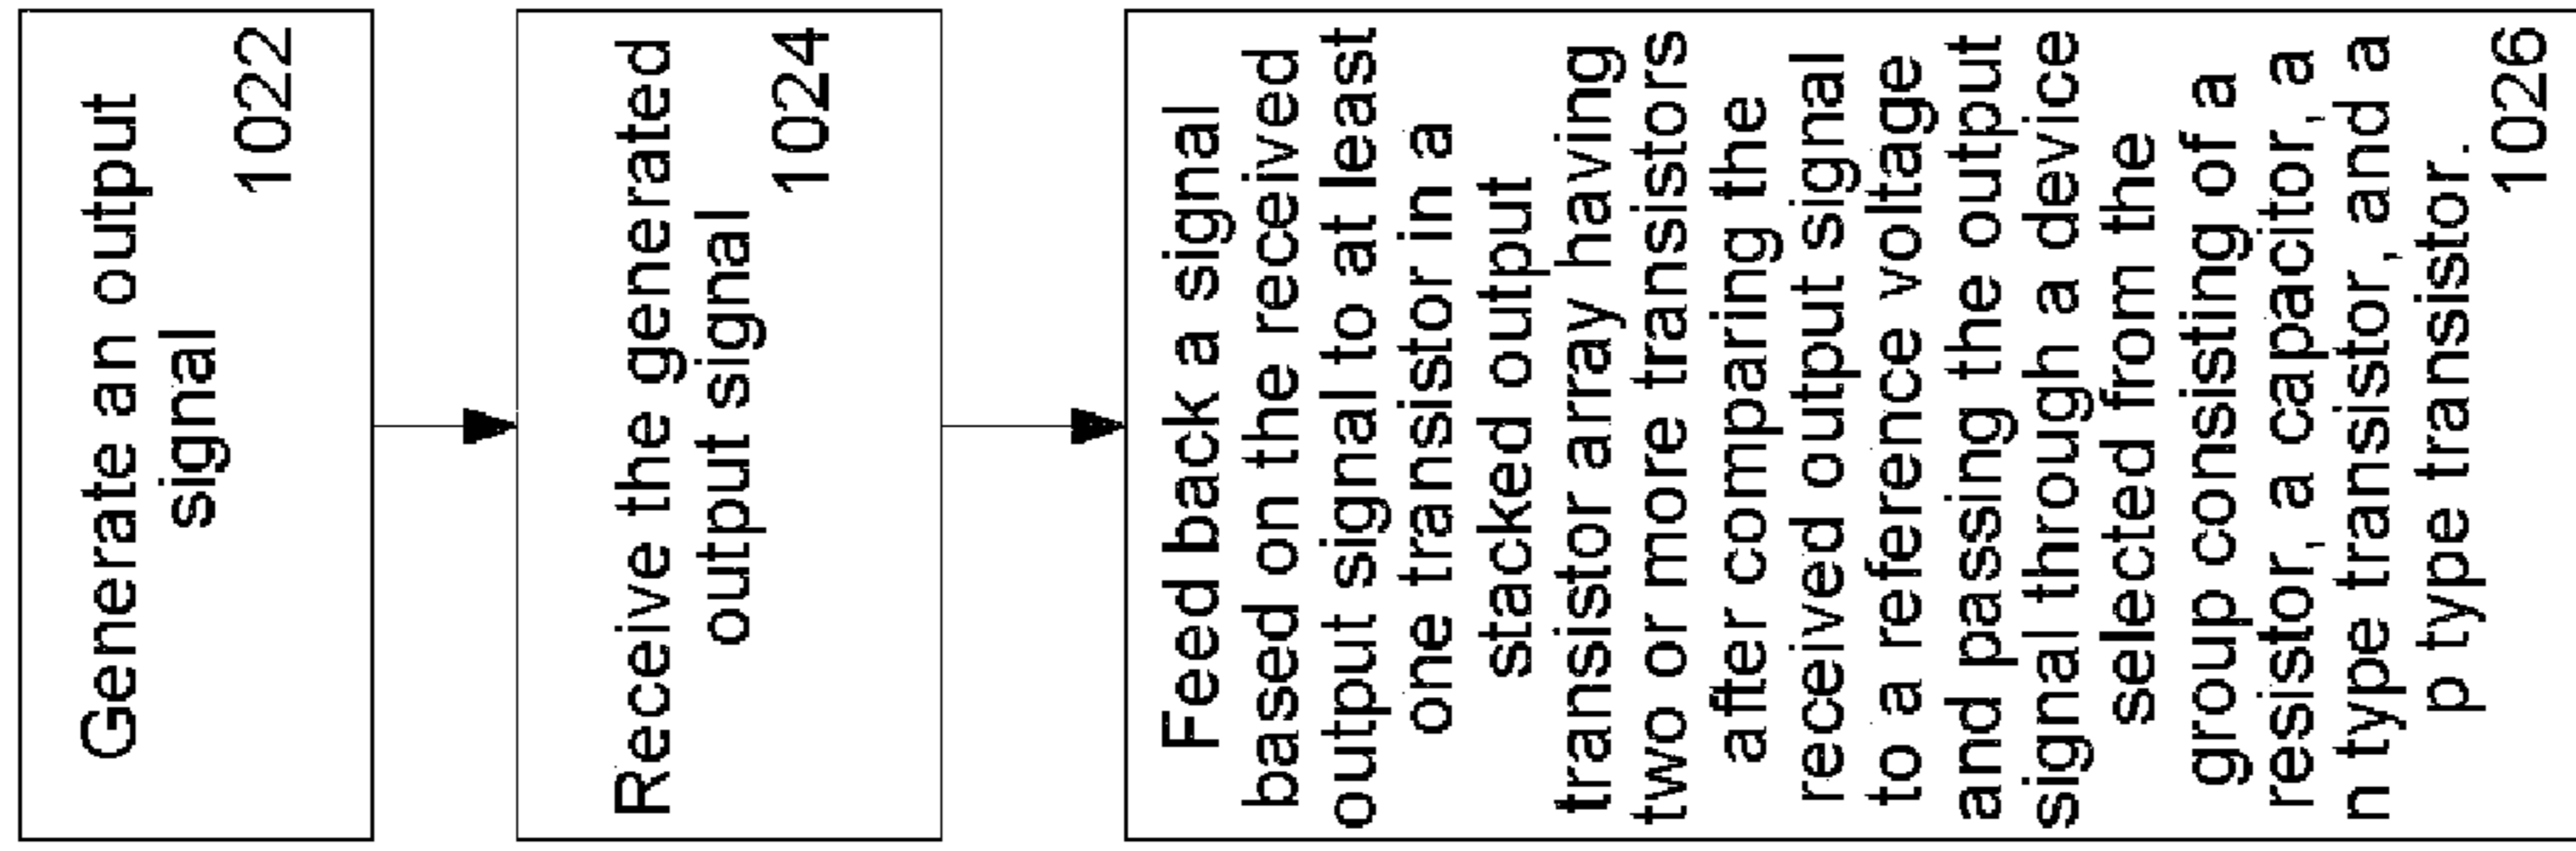 Generate an output
signal
1022
Receive the generated
output signal
1024
Feed back a signal
based on the received
output signal to at least
one transistor in a
stacked output
transistor array having
two or more transistors
after comparing the
received output signal
to a reference voltage
and passing the output
signal through a device
selected from the
group consisting of a
resistor, a capacitor, a
n type transistor, and a
p type transistor.
1026